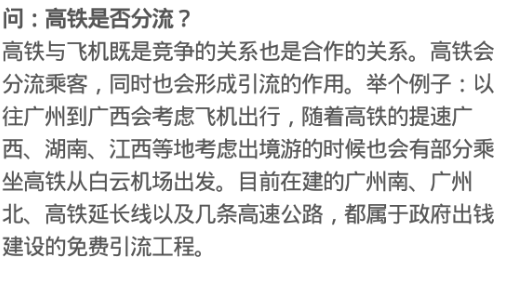 问：高铁是否分流？
高铁与飞机既是竞争的关系也是合作的关系。高铁会
分流乘客，同时也会形成引流的作用。举个例子：以
往广州到广西会考虑飞机出行，随着高铁的提速广
西、湖南、江西等地考虑出境游的时候也会有部分乘
坐高铁从白云机场出发。目前在建的广州南、广州
北、高铁延长线以及几条高速公路，都属于政府出钱
建设的免费引流工程。